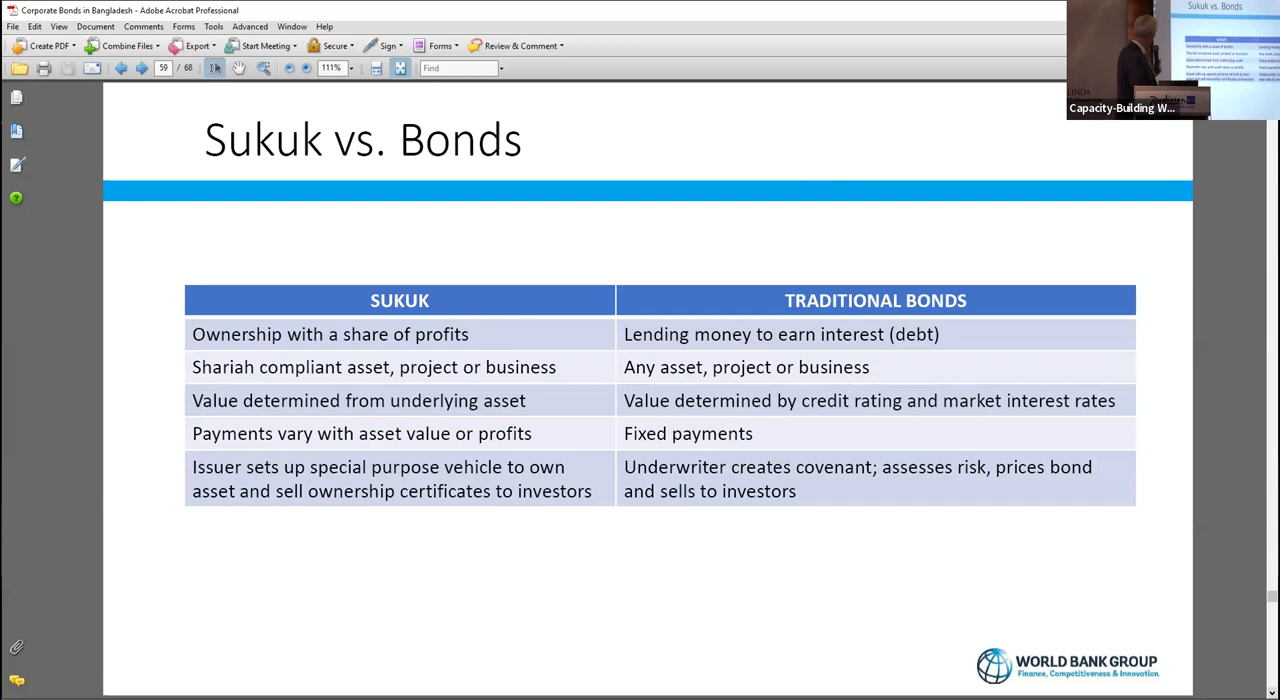 Corporate Bonds in Bangladesh - Adobe Acrobat Professional
File Edit View Document Comments Forms Tools Advanced Window Help
Create PDF Combine Files Export Start Meeting Secure Sign Forms Review & Comment
59 / 68 111% Find
Sukuk vs. Bonds
Capacity-Building W...
Sukuk vs. Bonds
SUKUK TRADITIONAL BONDS
Ownership with a share of profits Lending money to earn interest (debt)
Shariah compliant asset, project or business Any asset, project or business
Value determined from underlying asset Value determined by credit rating and market interest rates
Payments vary with asset value or profits Fixed payments
Issuer sets up special purpose vehicle to own Underwriter creates covenant; assesses risk, prices bond
asset and sell ownership certificates to investors and sells to investors
WORLD BANK GROUP
Finance, Competitiveness & Innovation